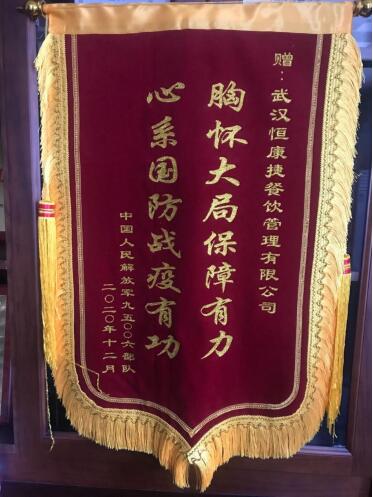 赠：武汉恒康捷餐饮管理有限公司
胸怀大局保障有力
心系国防战疫有功
中国人民解放军九五〇〇六部队
二〇二〇年十二月